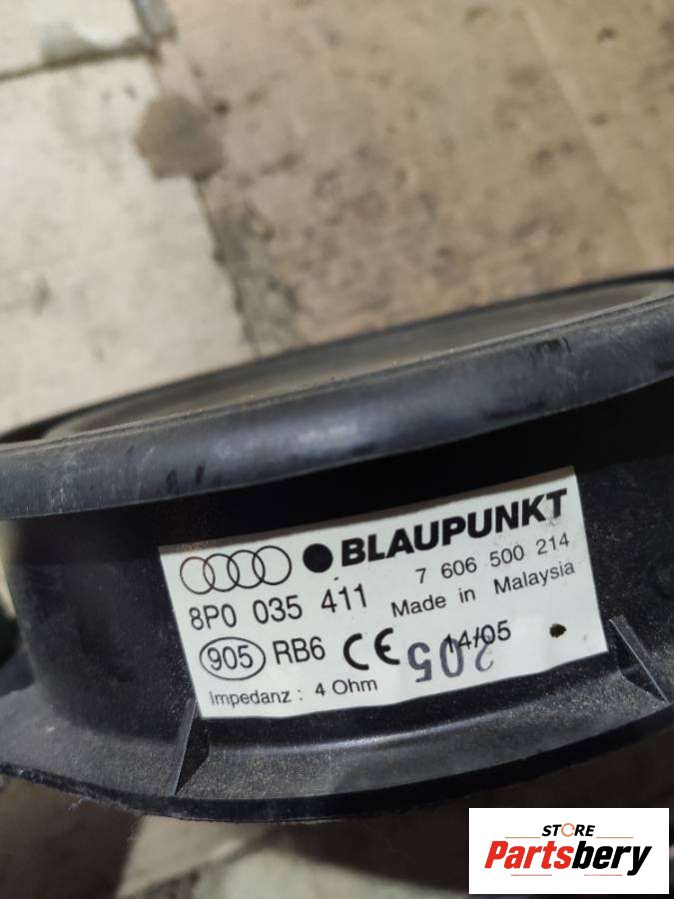 BLAUPUNKT
8P0 035 411 7 606 500 214
Made in Malaysia
905 RB6 CE 14/05
205
Impedanz : 4 Ohm
STORE
Partsbery